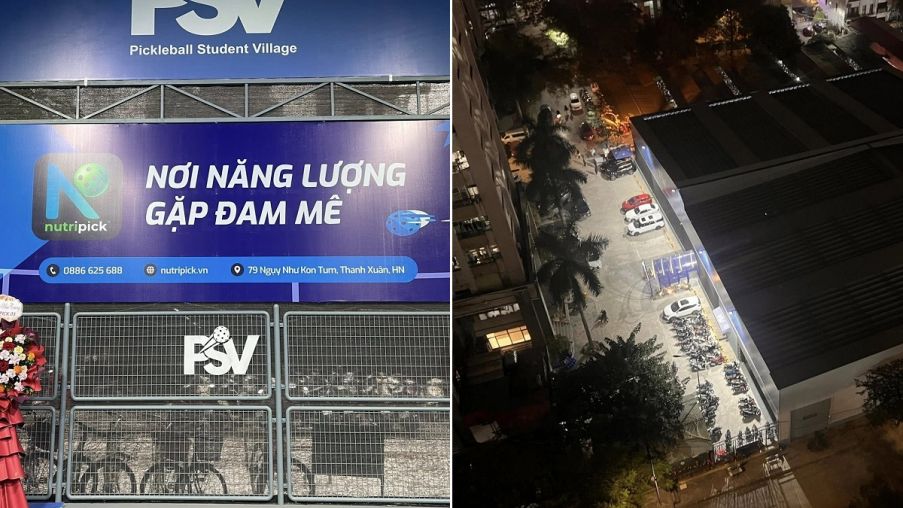 PSV
Pickleball Student Village
NƠI NĂNG LƯỢNG
GẶP ĐAM MÊ
nutripick
0886 625 688
nutripick.vn
79 Ngụy Như Kon Tum, Thanh Xuân, HN
PSV